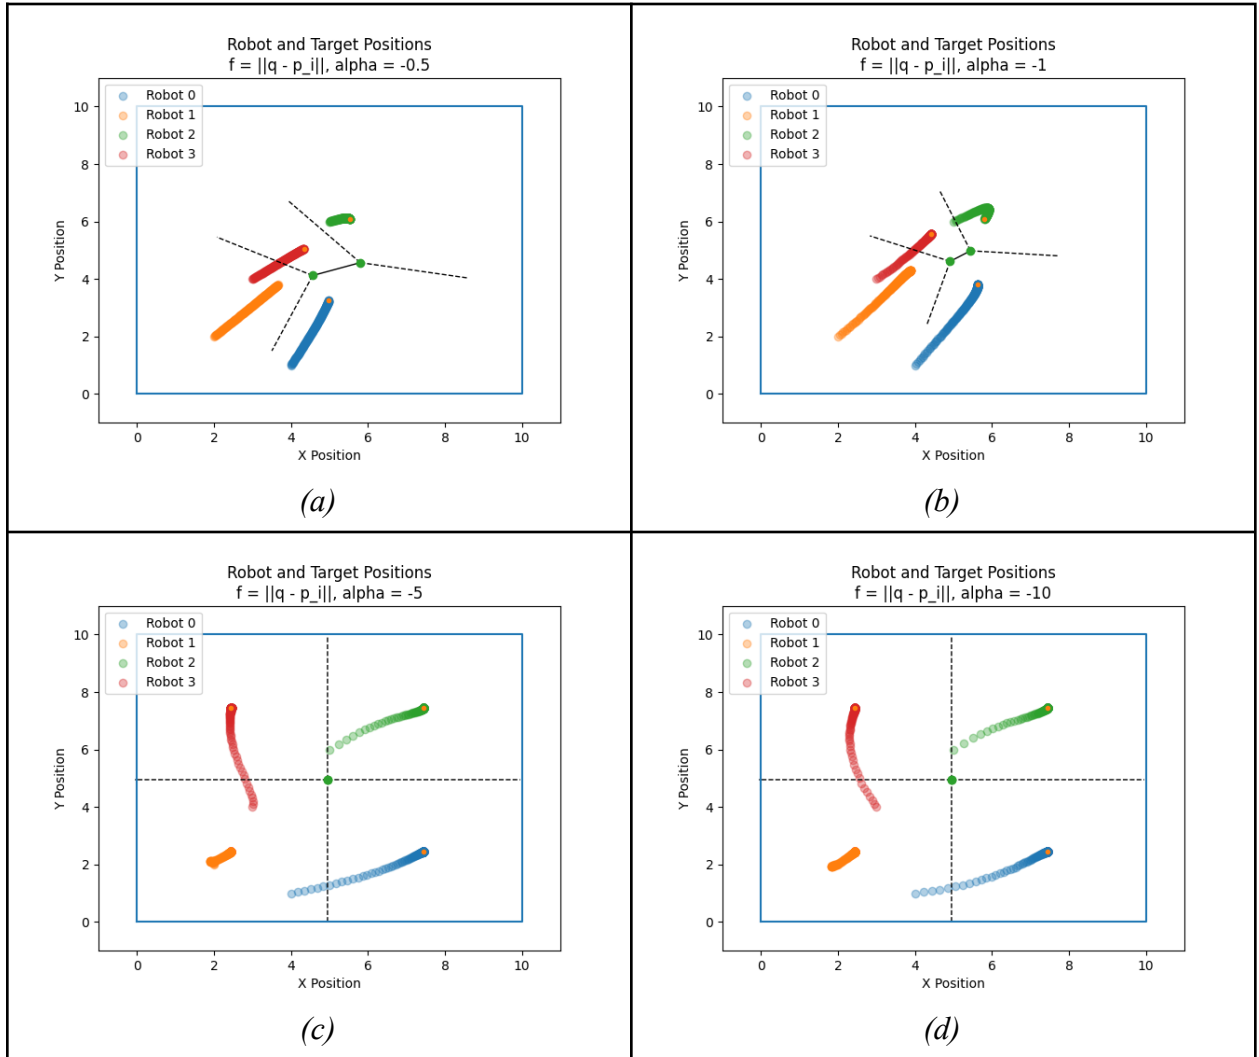 Robot and Target Positions
f = ||q - p_i||, alpha = -0.5
Robot 0
Robot 1
Robot 2
Robot 3
10
8
6
4
2
0
Y Position
0 2 4 6 8 10
X Position
(a)
Robot and Target Positions
f = ||q - p_i||, alpha = -1
Robot 0
Robot 1
Robot 2
Robot 3
10
8
6
4
2
0
Y Position
0 2 4 6 8 10
X Position
(b)
Robot and Target Positions
f = ||q - p_i||, alpha = -5
Robot 0
Robot 1
Robot 2
Robot 3
10
8
6
4
2
0
Y Position
0 2 4 6 8 10
X Position
(c)
Robot and Target Positions
f = ||q - p_i||, alpha = -10
Robot 0
Robot 1
Robot 2
Robot 3
10
8
6
4
2
0
Y Position
0 2 4 6 8 10
X Position
(d)